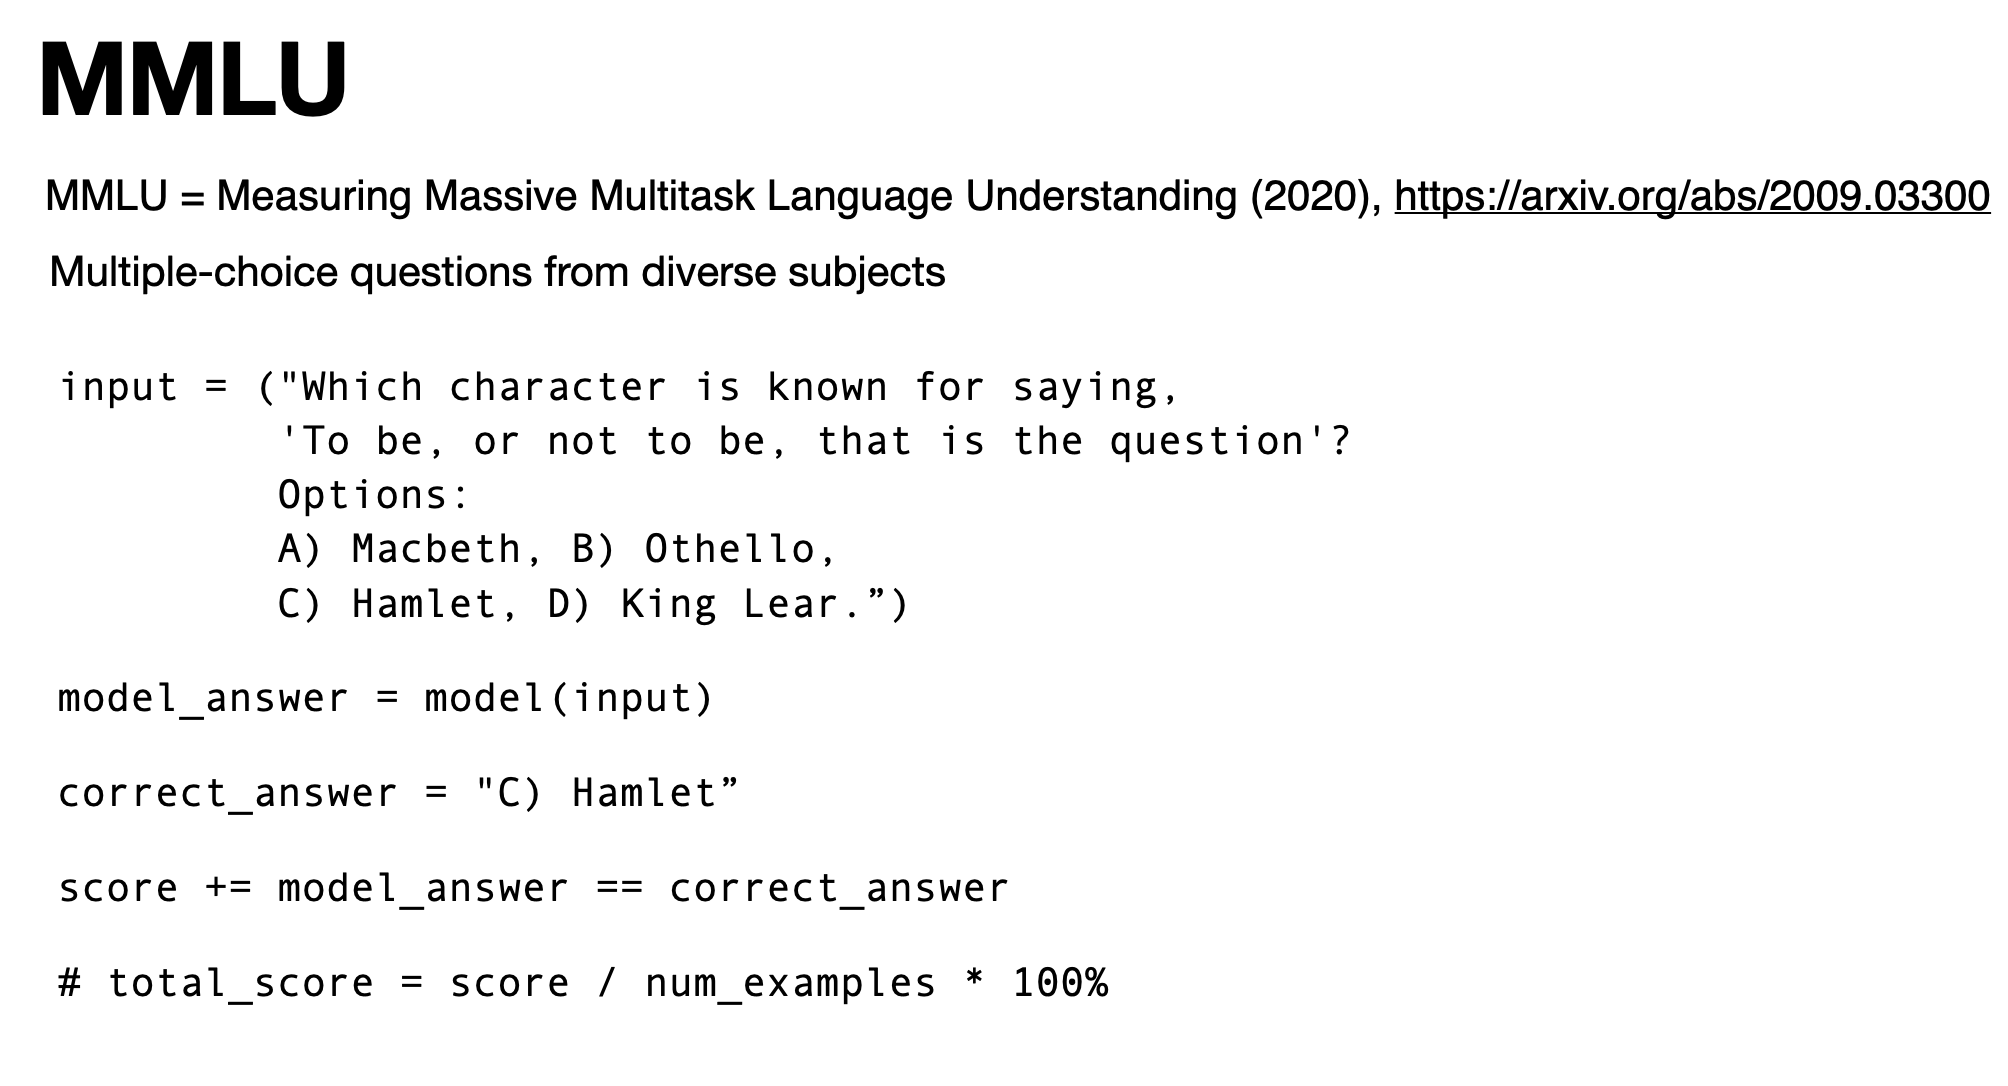 MMLU
MMLU = Measuring Massive Multitask Language Understanding (2020), https://arxiv.org/abs/2009.03300
Multiple-choice questions from diverse subjects
input = ("Which character is known for saying,
'To be, or not to be, that is the question'?
Options:
A) Macbeth, B) Othello,
C) Hamlet, D) King Lear.”)
model_answer = model(input)
correct_answer = "C) Hamlet”
score += model_answer == correct_answer
# total_score = score / num_examples * 100%